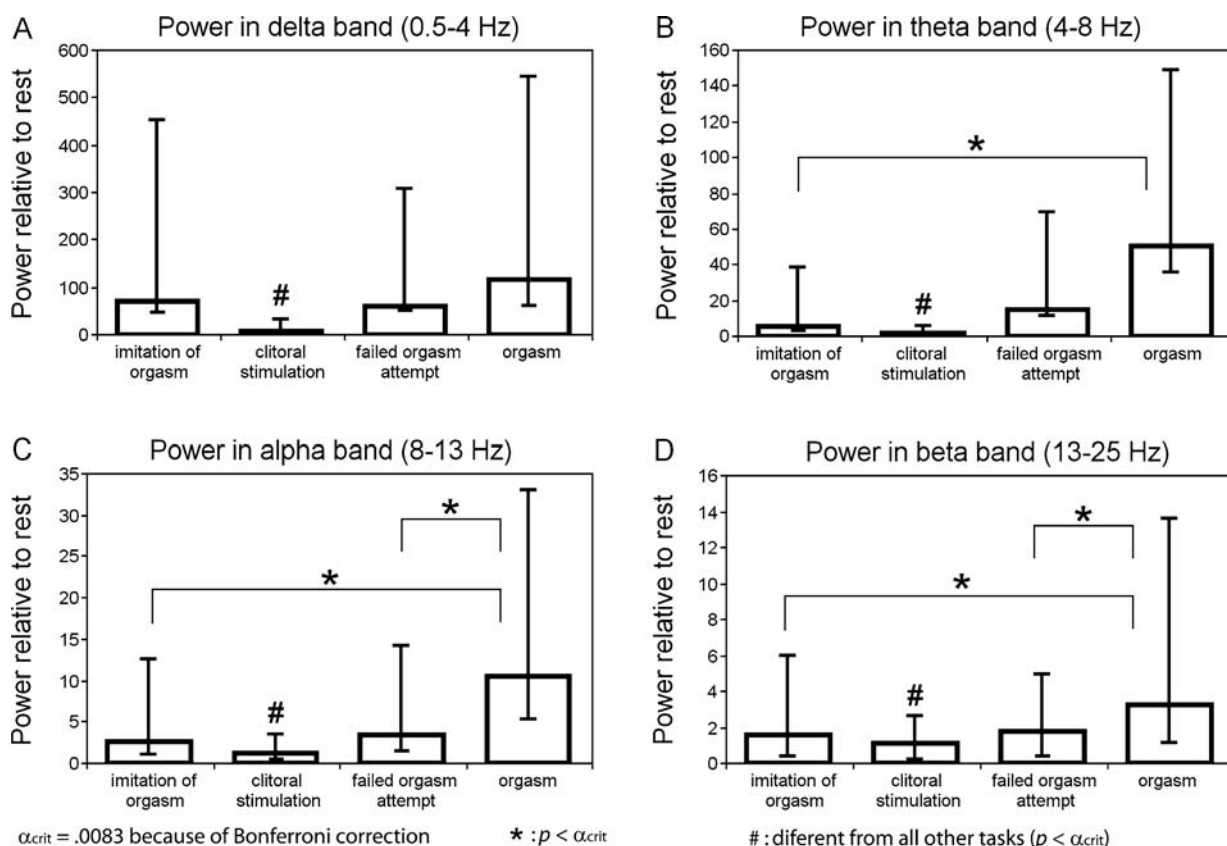 A Power in delta band (0.5-4 Hz)
Power relative to rest
600
500
400
300
200
100
0
#
imitation of orgasm
clitoral stimulation
failed orgasm attempt
orgasm
B Power in theta band (4-8 Hz)
Power relative to rest
160
140
120
100
80
60
40
20
0
*
#
imitation of orgasm
clitoral stimulation
failed orgasm attempt
orgasm
C Power in alpha band (8-13 Hz)
Power relative to rest
35
30
25
20
15
10
5
0
*
*
#
imitation of orgasm
clitoral stimulation
failed orgasm attempt
orgasm
D Power in beta band (13-25 Hz)
Power relative to rest
16
14
12
10
8
6
4
2
0
*
*
#
imitation of orgasm
clitoral stimulation
failed orgasm attempt
orgasm
αcrit = .0083 because of Bonferroni correction * : p < αcrit # : diferent from all other tasks (p < αcrit)